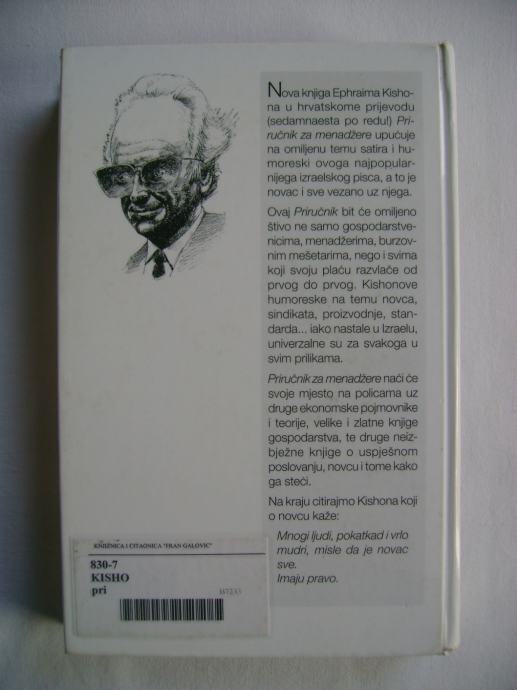 Nova knjiga Ephraima Kisho-
na u hrvatskome prijevodu
(sedamnaesta po redu!) Pri-
ručnik za menadžere upućuje
na omiljenu temu satira i hu-
moreski ovoga najpopular-
nijega izraelskog pisca, a to je
novac i sve vezano uz njega.
Ovaj Priručnik bit će omiljeno
štivo ne samo gospodarstve-
nicima, menadžerima, burzov-
nim mešetarima, nego i svima
koji svoju plaću razvlače od
prvog do prvog. Kishonove
humoreske na temu novca,
sindikata, proizvodnje, stan-
darda... iako nastale u Izraelu,
univerzalne su za svakoga u
svim prilikama.
Priručnik za menadžere naći će
svoje mjesto na policama uz
druge ekonomske pojmovnike
i teorije, velike i zlatne knjige
gospodarstva, te druge neiz-
bježne knjige o uspješnom
poslovanju, novcu i tome kako
ga steći.
Na kraju citirajmo Kishona koji
o novcu kaže:
Mnogi ljudi, pokatkad i vrlo
mudri, misle da je novac
sve.
Imaju pravo.
KNJIŽNICA I ČITAONICA "FRAN GALOVIĆ"
830-7
KISHO
pri